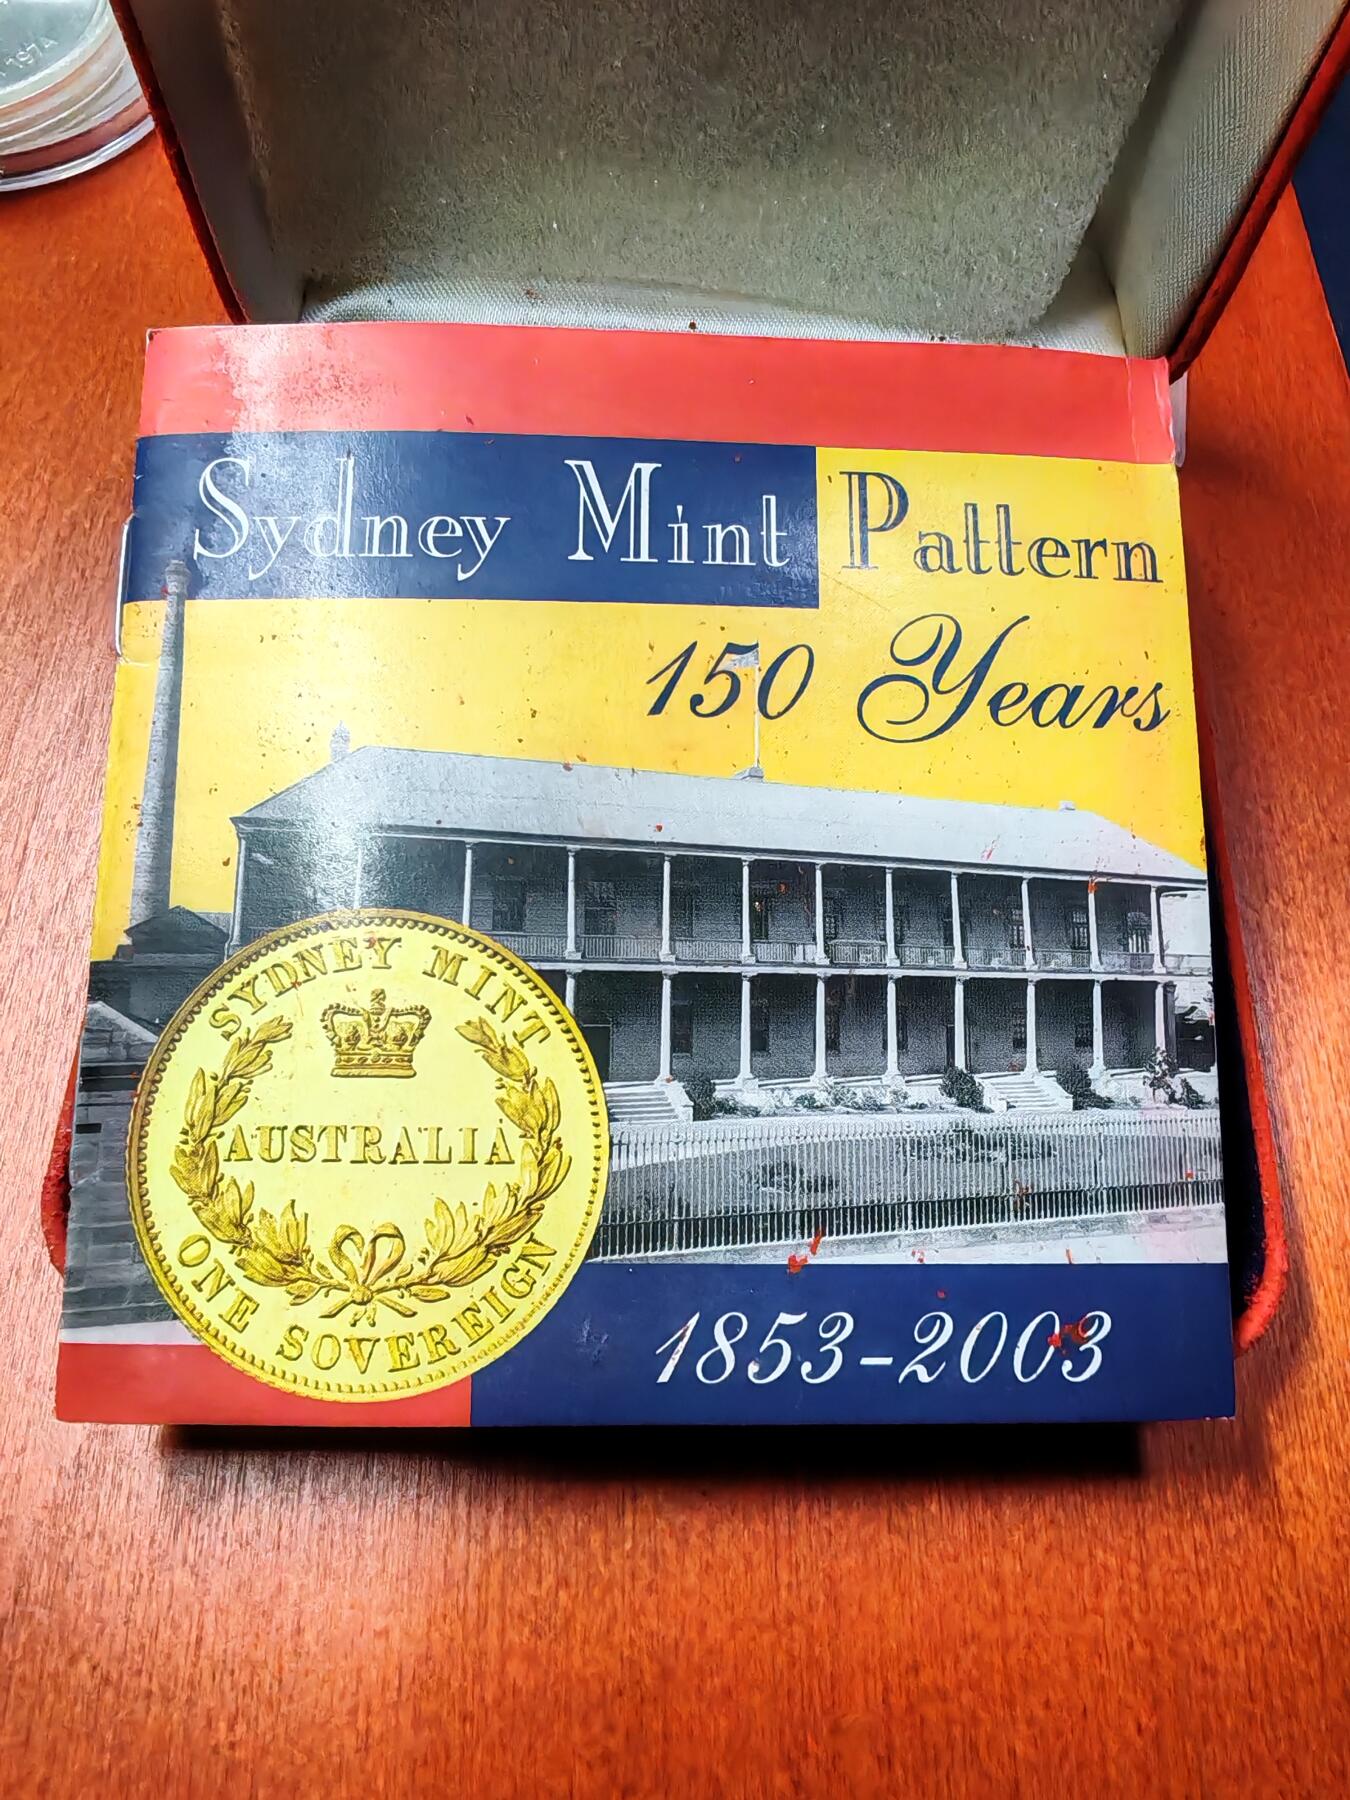 Sydney Mint Pattern
150 Years
SYDNEY MINT
AUSTRALIA
ONE SOVEREIGN
1853-2003